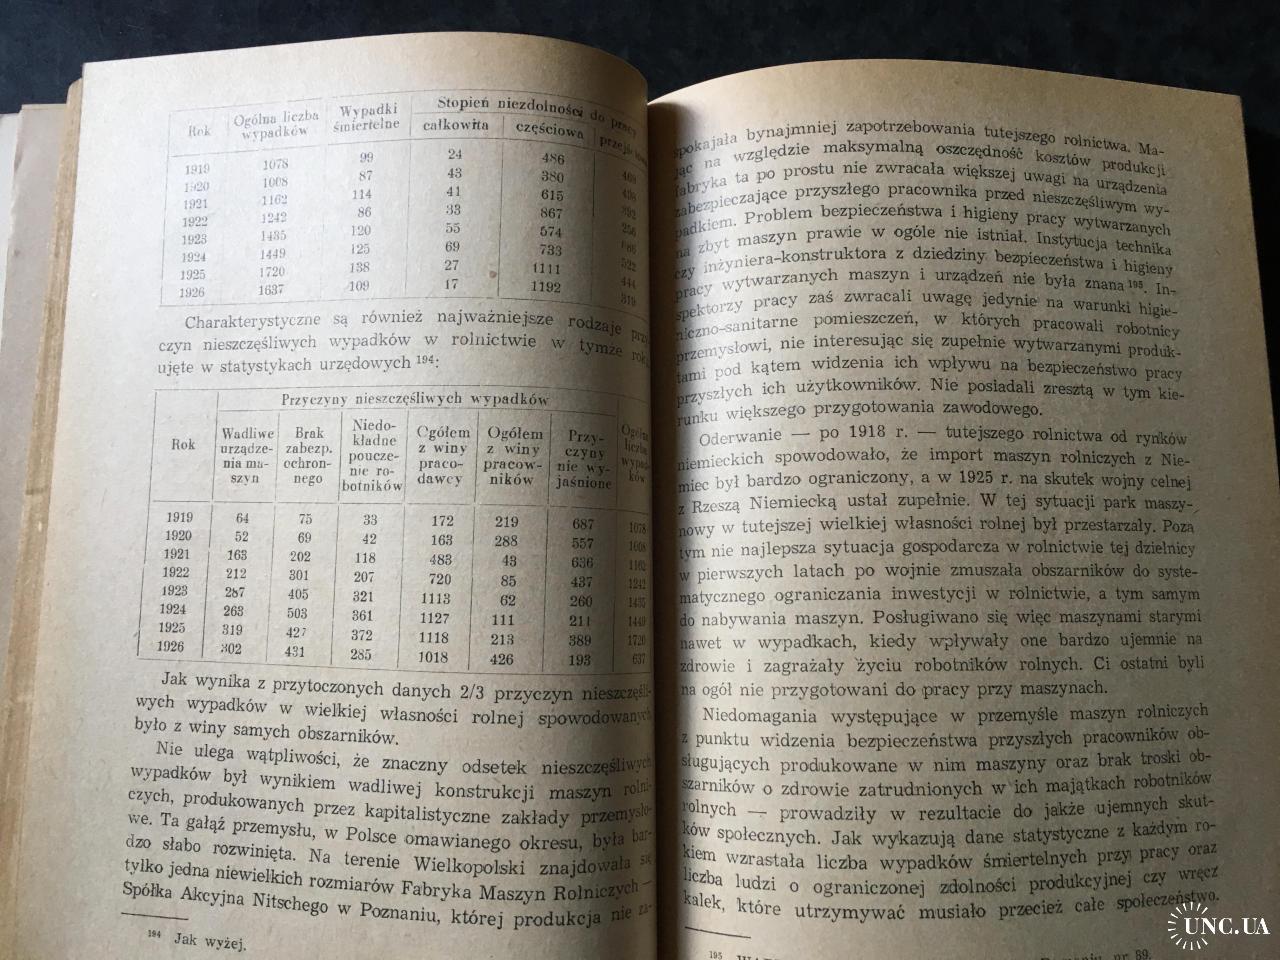 Rok Ogólna liczba wypadków Wypadki śmiertelne Stopień niezdolności do pracy
całkowita częściowa
1919 1078 99 24 486
1920 1008 87 43 380
1921 1162 114 41 615
1922 1242 86 33 867
1923 1435 120 55 574
1924 1449 125 69 733
1925 1720 138 27 1111 444
1926 1637 109 17 1192 319
Charakterystyczne są również najważniejsze rodzaje
czyn nieszczęśliwych wypadków w rolnictwie w tymże
ujęte w statystykach urzędowych ¹⁹⁴:
Przyczyny nieszczęśliwych wypadków
Rok Wadliwe urządzenia maszyn Brak zabezp. ochronnego Niedokładne pouczenie robotników Ogółem z winy pracodawcy Ogółem z winy pracowników Przyczyny nie wyjaśnione Ogólna liczba wypadków
1919 64 75 33 172 219 687 1078
1920 52 69 42 163 288 557 1008
1921 163 202 118 483 43 636 1162
1922 212 301 207 720 85 437 1242
1923 287 405 321 1113 62 260 1435
1924 263 503 361 1127 111 211 1449
1925 319 427 372 1118 213 389 1720
1926 302 431 285 1018 426 193 637
Jak wynika z przytoczonych danych 2/3 przyczyn nieszczęśli-
wych wypadków w wielkiej własności rolnej spowodowanych
było z winy samych obszarników.
Nie ulega wątpliwości, że znaczny odsetek nieszczęśliwych
wypadków był wynikiem wadliwej konstrukcji maszyn rolni-
czych, produkowanych przez kapitalistyczne zakłady przemysło-
we. Ta gałąź przemysłu, w Polsce omawianego okresu, była bar-
dzo słabo rozwinięta. Na terenie Wielkopolski znajdowała się
tylko jedna niewielkich rozmiarów Fabryka Maszyn Rolniczych —
Spółka Akcyjna Nitschego w Poznaniu, której produkcja nie za-
¹⁹⁴ Jak wyżej.
spokajała bynajmniej zapotrzebowania tutejszego rolnictwa. Ma-
jąc na względzie maksymalną oszczędność kosztów produkcji
fabryka ta po prostu nie zwracała większej uwagi na urządzenia
zabezpieczające przyszłego pracownika przed nieszczęśliwym wy-
padkiem. Problem bezpieczeństwa i higieny pracy wytwarzanych
na zbyt maszyn prawie w ogóle nie istniał. Instytucja technika
czy inżyniera-konstruktora z dziedziny bezpieczeństwa i higieny
pracy wytwarzanych maszyn i urządzeń nie była znana ¹⁹⁵. In-
spektorzy pracy zaś zwracali uwagę jedynie na warunki higie-
niczno-sanitarne pomieszczeń, w których pracowali robotnicy
przemysłowi, nie interesując się zupełnie wytwarzanymi produk-
tami pod kątem widzenia ich wpływu na bezpieczeństwo pracy
przyszłych ich użytkowników. Nie posiadali zresztą w tym kie-
runku większego przygotowania zawodowego.
Oderwanie — po 1918 r. — tutejszego rolnictwa od rynków
niemieckich spowodowało, że import maszyn rolniczych z Nie-
miec był bardzo ograniczony, a w 1925 r. na skutek wojny celnej
z Rzeszą Niemiecką ustał zupełnie. W tej sytuacji park maszy-
nowy w tutejszej wielkiej własności rolnej był przestarzały. Poza
tym nie najlepsza sytuacja gospodarcza w rolnictwie tej dzielnicy
w pierwszych latach po wojnie zmuszała obszarników do syste-
matycznego ograniczania inwestycji w rolnictwie, a tym samym
do nabywania maszyn. Posługiwano się więc maszynami starymi
nawet w wypadkach, kiedy wpływały one bardzo ujemnie na
zdrowie i zagrażały życiu robotników rolnych. Ci ostatni byli
na ogół nie przygotowani do pracy przy maszynach.
Niedomagania występujące w przemyśle maszyn rolniczych
z punktu widzenia bezpieczeństwa przyszłych pracowników ob-
sługujących produkowane w nim maszyny oraz brak troski ob-
szarników o zdrowie zatrudnionych w ich majątkach robotników
rolnych — prowadziły w rezultacie do jakże ujemnych skut-
ków społecznych. Jak wykazują dane statystyczne z każdym ro-
kiem wzrastała liczba wypadków śmiertelnych przy pracy oraz
liczba ludzi o ograniczonej zdolności produkcyjnej czy wręcz
kalek, które utrzymywać musiało przecież całe społeczeństwo.
¹⁹⁵
UNC.UA